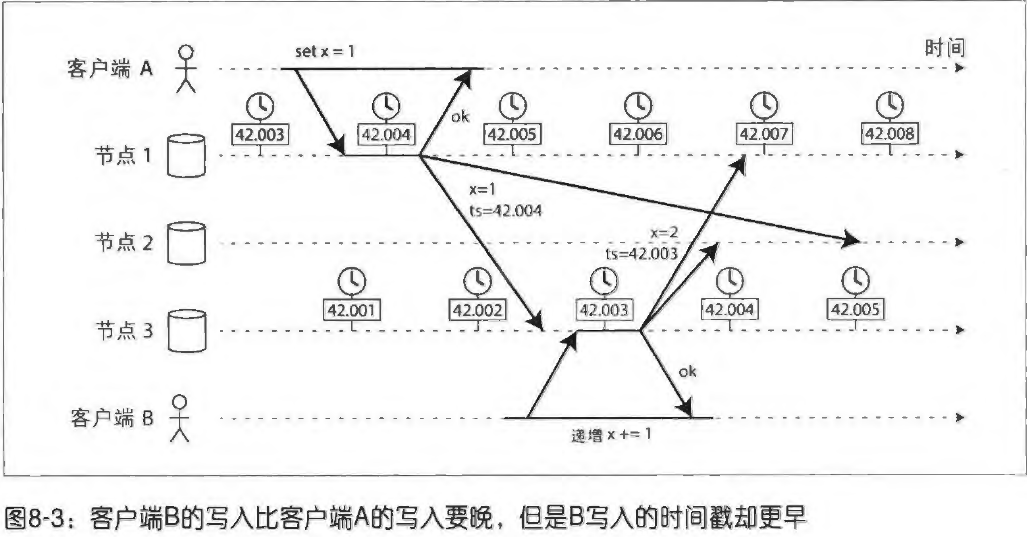 时间
客户端 A
set x = 1
ok
42.003
42.004
42.005
42.006
42.007
42.008
节点 1
x=1
ts=42.004
节点 2
x=2
ts=42.003
42.001
42.002
42.003
42.004
42.005
节点 3
ok
客户端 B
递增 x += 1
图8-3：客户端B的写入比客户端A的写入要晚，但是B写入的时间戳却更早